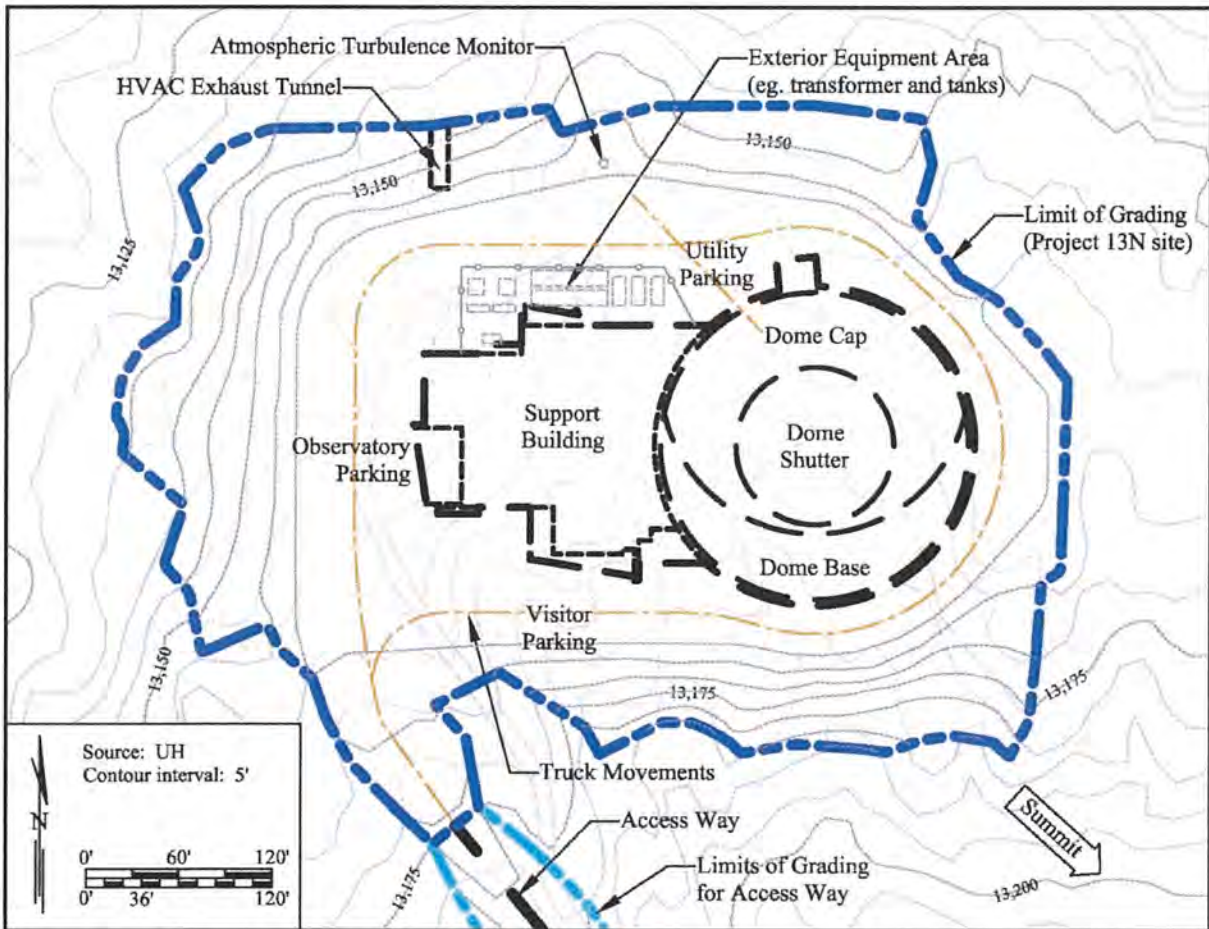 Atmospheric Turbulence Monitor
HVAC Exhaust Tunnel
Exterior Equipment Area
(eg. transformer and tanks)
13,150
13,150
13,125
Limit of Grading
(Project 13N site)
Utility
Parking
Dome Cap
Support
Building
Dome
Shutter
Observatory
Parking
Dome Base
Visitor
Parking
13,150
13,175
13,175
Source: UH
Contour interval: 5'
N
0' 60' 120'
0' 36' 120'
Truck Movements
Access Way
13,175
Limits of Grading
for Access Way
Summit
13,200